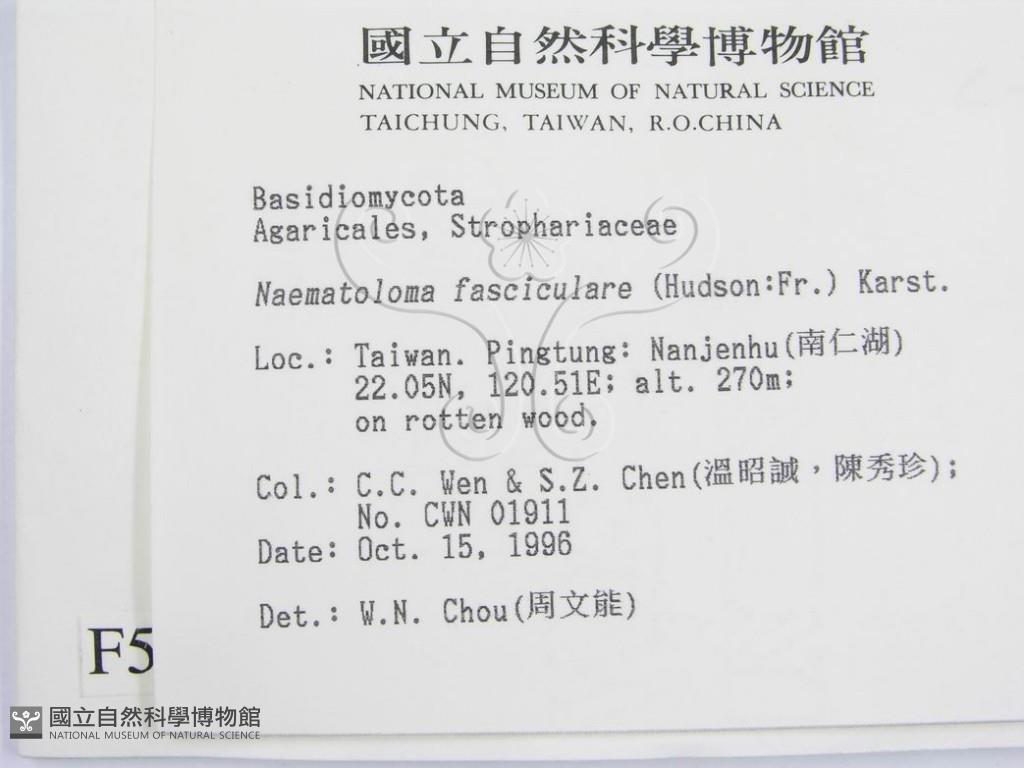 國立自然科學博物館
NATIONAL MUSEUM OF NATURAL SCIENCE
TAICHUNG, TAIWAN, R.O.CHINA
Basidiomycota
Agaricales, Strophariaceae
Naematoloma fasciculare (Hudson:Fr.) Karst.
Loc.: Taiwan. Pingtung: Nanjenhu(南仁湖)
22.05N, 120.51E; alt. 270m;
on rotten wood.
Col.: C.C. Wen & S.Z. Chen(溫昭誠，陳秀珍);
No. CWN 01911
Date: Oct. 15, 1996
Det.: W.N. Chou(周文能)
F5
國立自然科學博物館
NATIONAL MUSEUM OF NATURAL SCIENCE